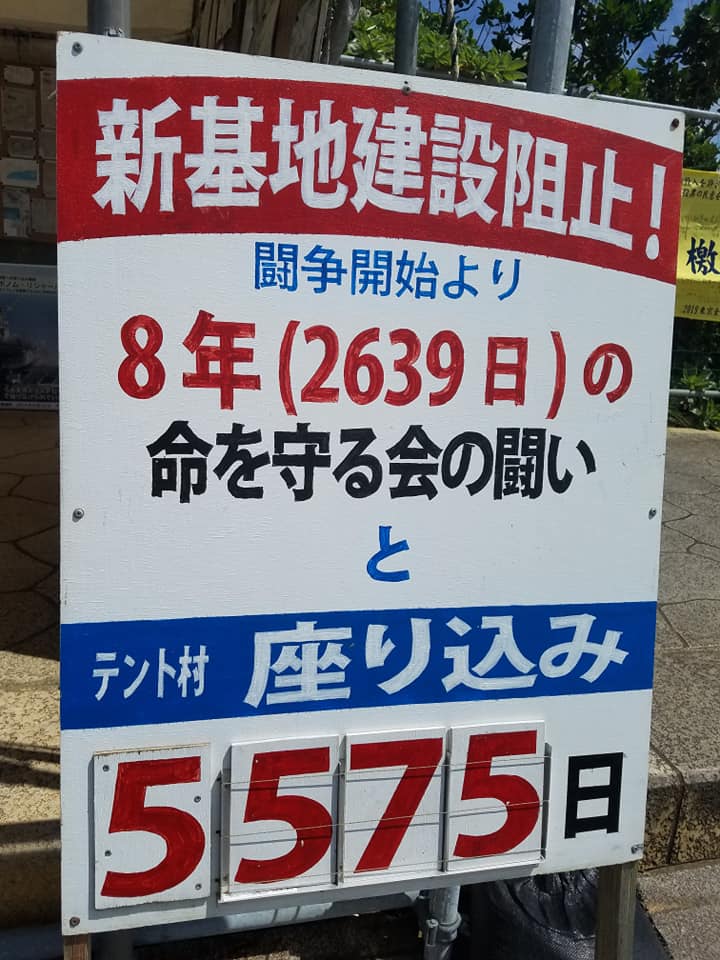 新基地建設阻止!
闘争開始より
8年(2639日)の
命を守る会の闘い
と
テント村 座り込み
5575日
檄